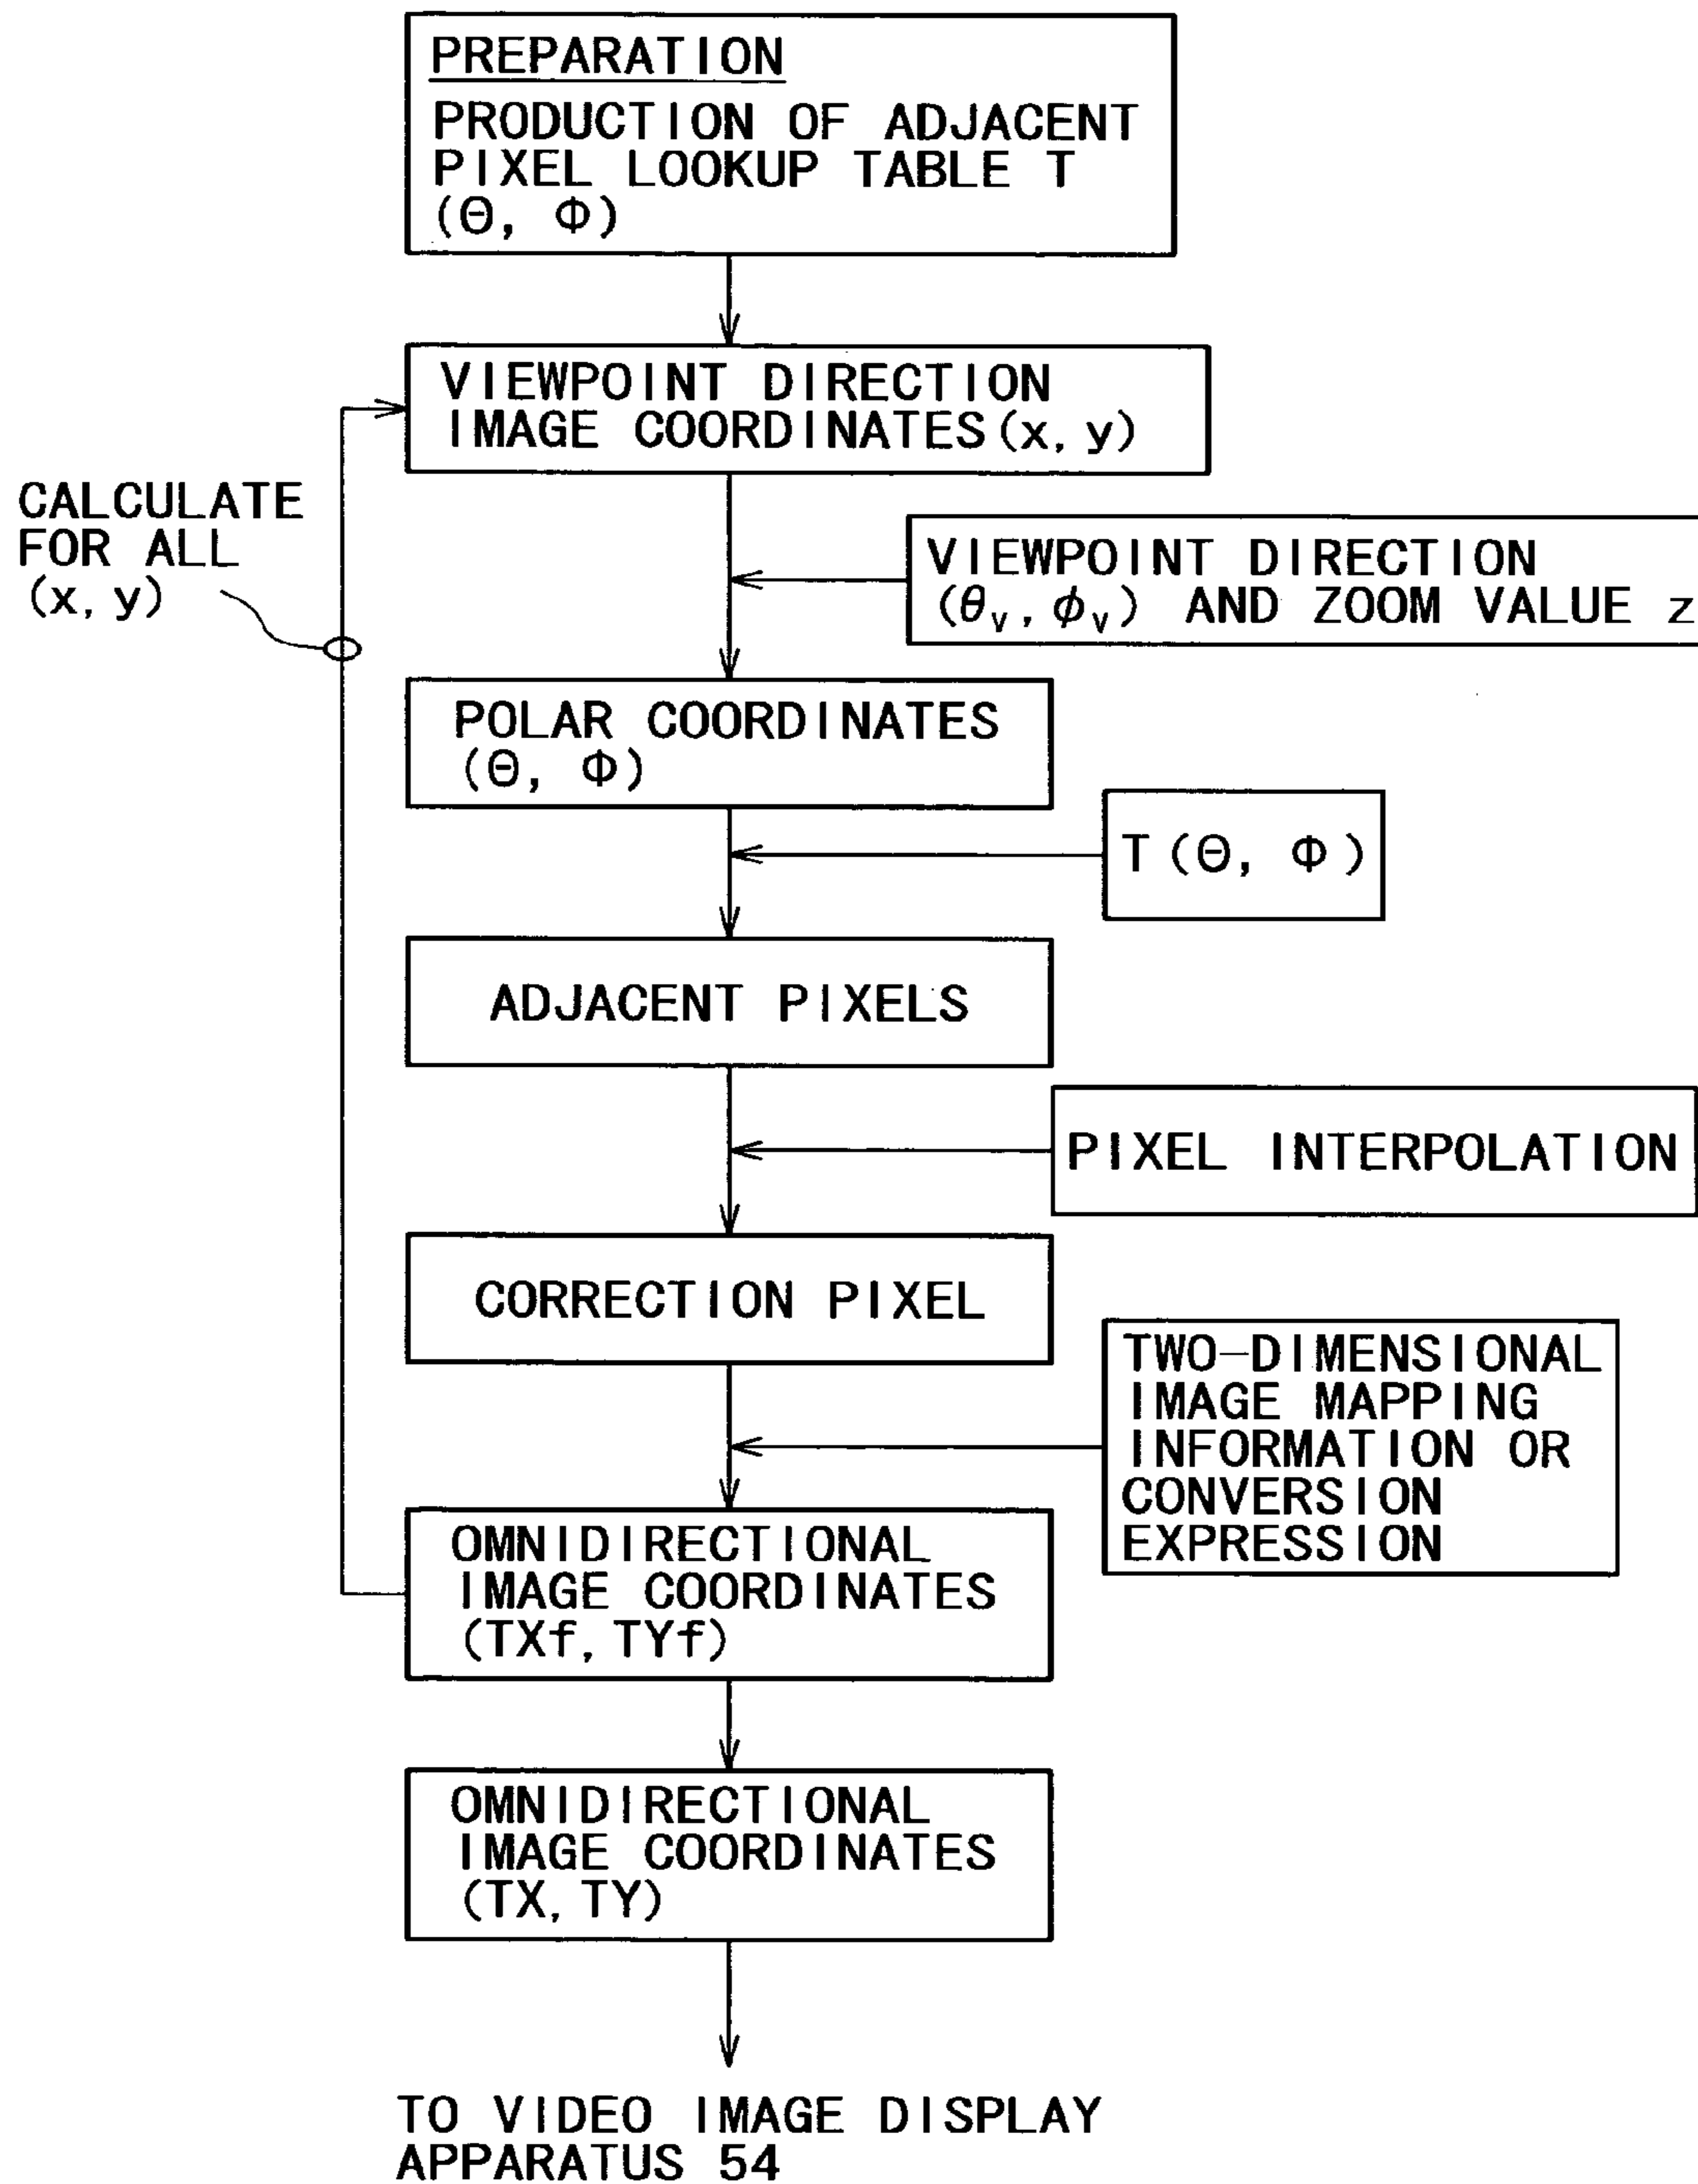 PREPARATION
PRODUCTION OF ADJACENT
PIXEL LOOKUP TABLE T
(Θ, Φ)
VIEWPOINT DIRECTION
IMAGE COORDINATES(x, y)
CALCULATE
FOR ALL
(x, y)
VIEWPOINT DIRECTION
(θv, φv) AND ZOOM VALUE z
POLAR COORDINATES
(Θ, Φ)
T(Θ, Φ)
ADJACENT PIXELS
PIXEL INTERPOLATION
CORRECTION PIXEL
TWO-DIMENSIONAL
IMAGE MAPPING
INFORMATION OR
CONVERSION
EXPRESSION
OMNIDIRECTIONAL
IMAGE COORDINATES
(TXf, TYf)
OMNIDIRECTIONAL
IMAGE COORDINATES
(TX, TY)
TO VIDEO IMAGE DISPLAY
APPARATUS 54